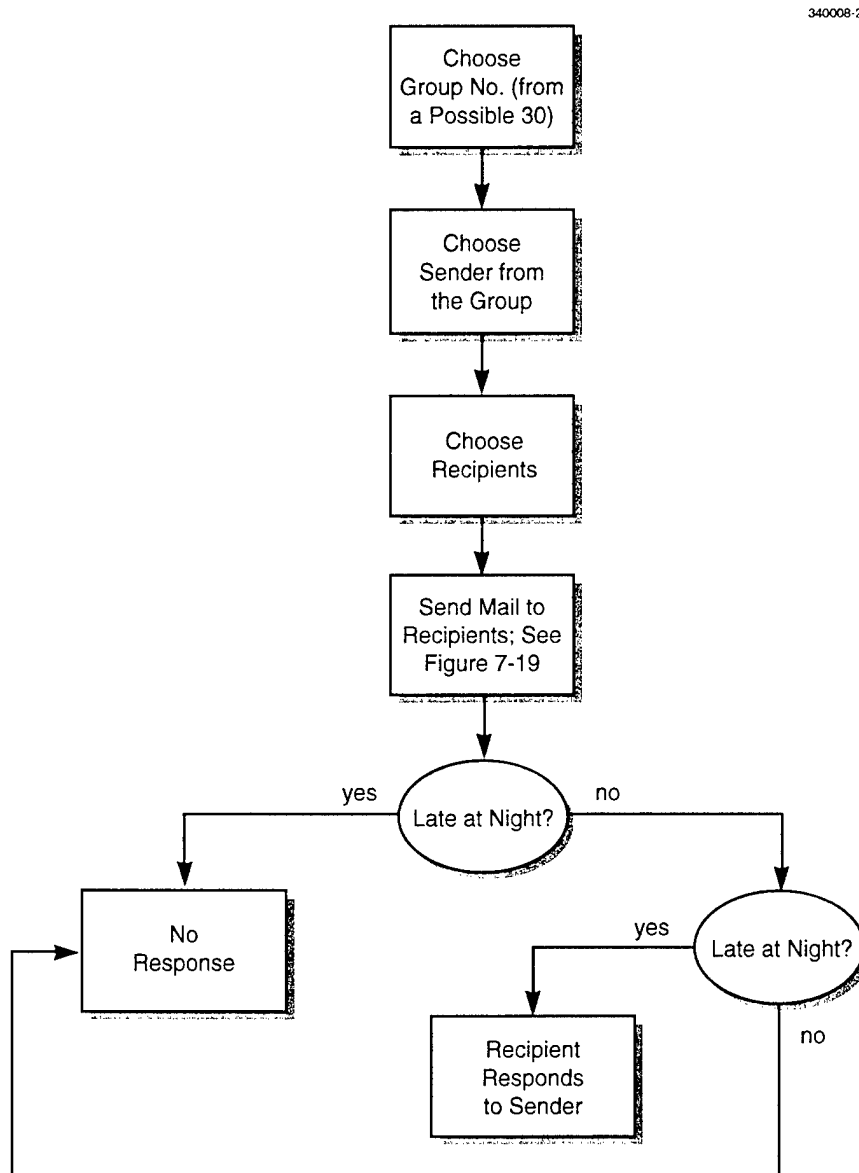 340008-2
Choose
Group No. (from
a Possible 30)
Choose
Sender from
the Group
Choose
Recipients
Send Mail to
Recipients; See
Figure 7-19
yes
Late at Night?
no
No
Response
yes
Late at Night?
no
Recipient
Responds
to Sender